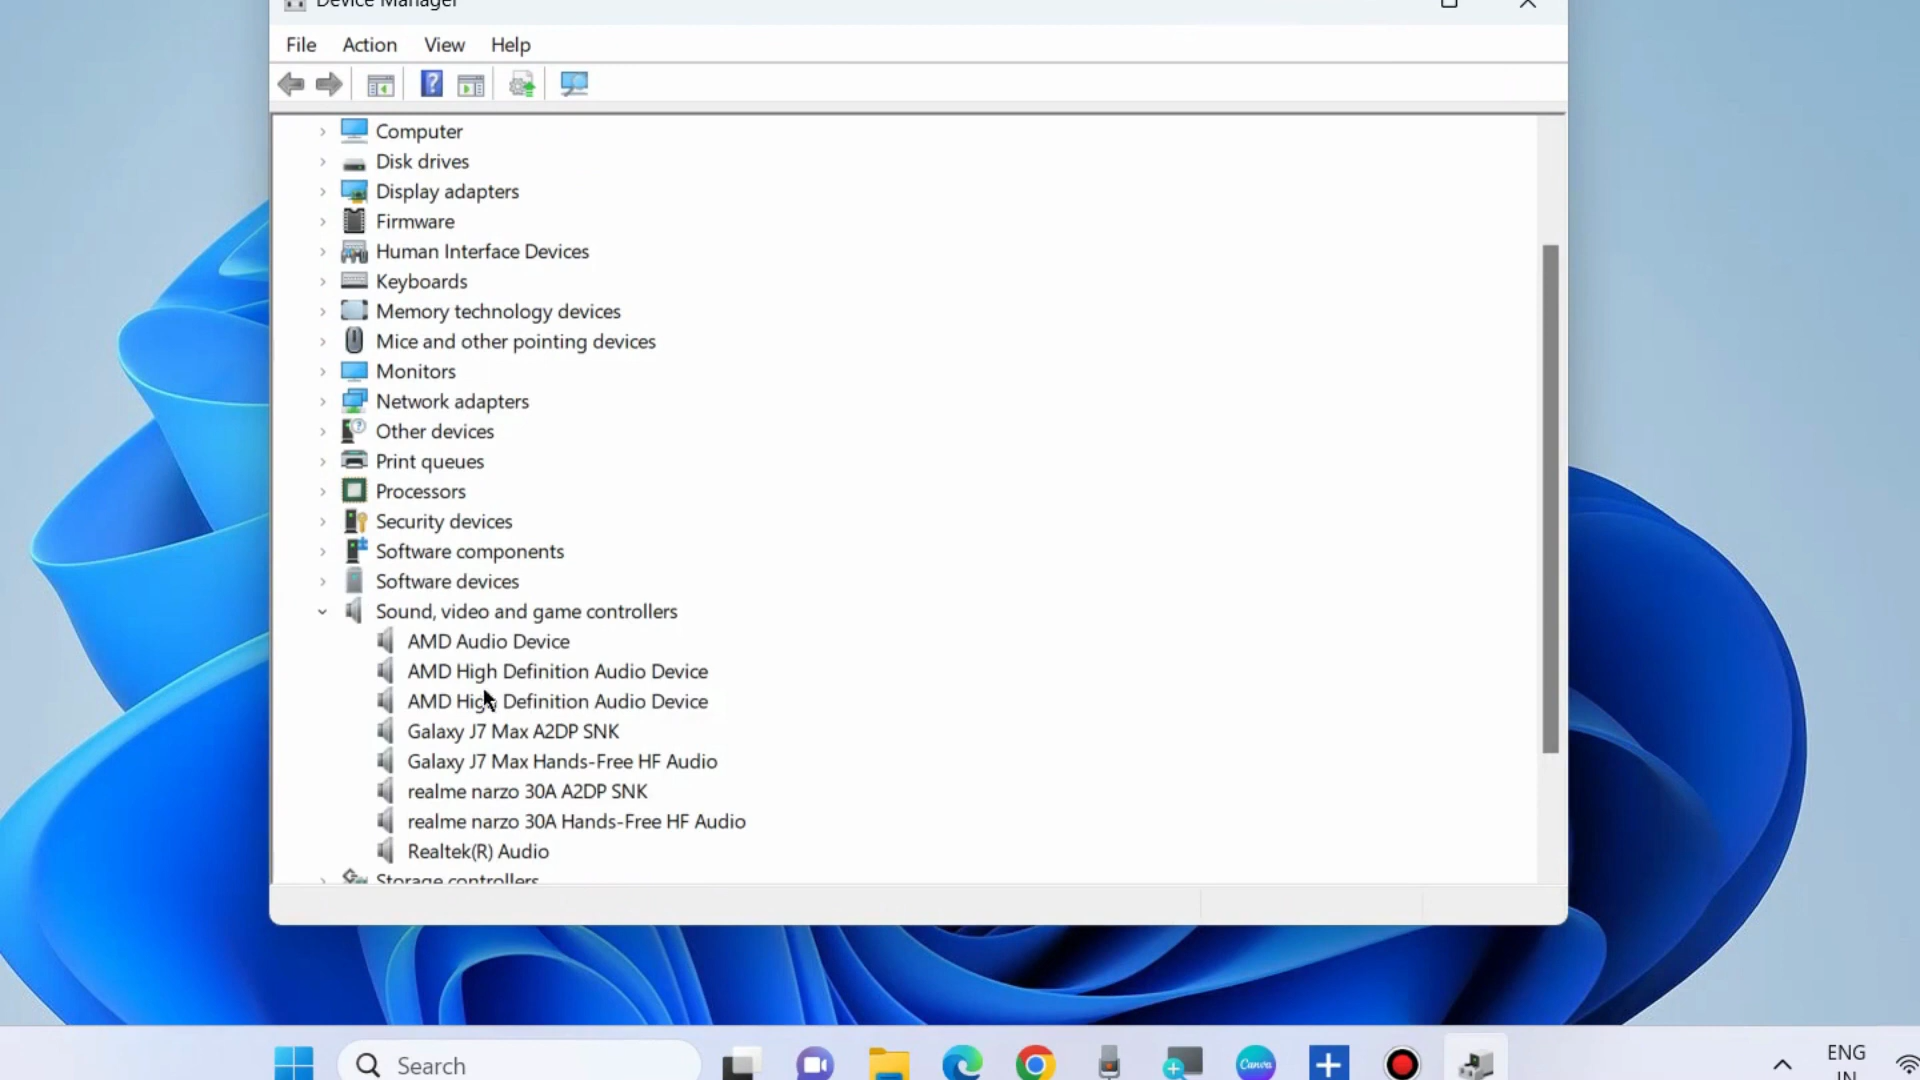 Device Manager
File Action View Help
Computer
Disk drives
Display adapters
Firmware
Human Interface Devices
Keyboards
Memory technology devices
Mice and other pointing devices
Monitors
Network adapters
Other devices
Print queues
Processors
Security devices
Software components
Software devices
Sound, video and game controllers
AMD Audio Device
AMD High Definition Audio Device
AMD High Definition Audio Device
Galaxy J7 Max A2DP SNK
Galaxy J7 Max Hands-Free HF Audio
realme narzo 30A A2DP SNK
realme narzo 30A Hands-Free HF Audio
Realtek(R) Audio
Storage controllers
Search
Canva
ENG
IN